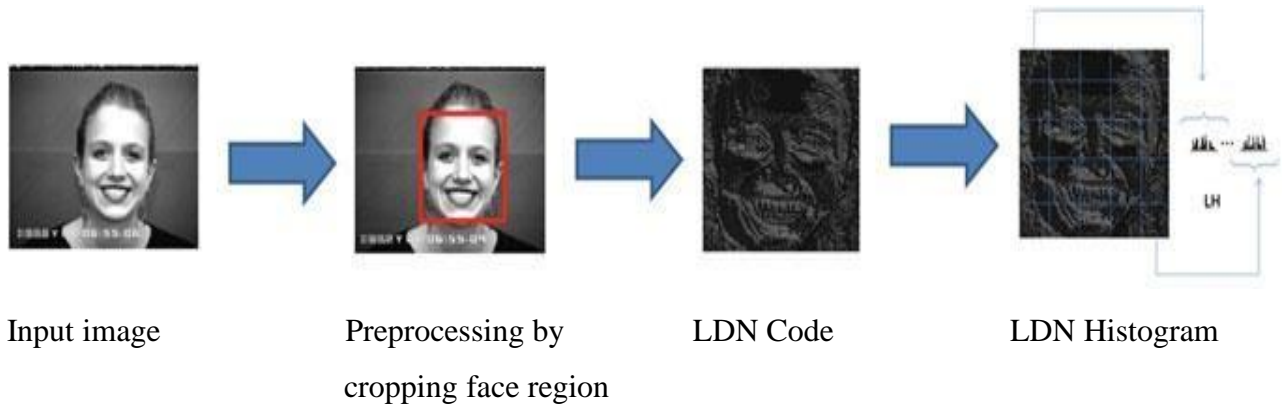 LH
Input image
Preprocessing by
cropping face region
LDN Code
LDN Histogram